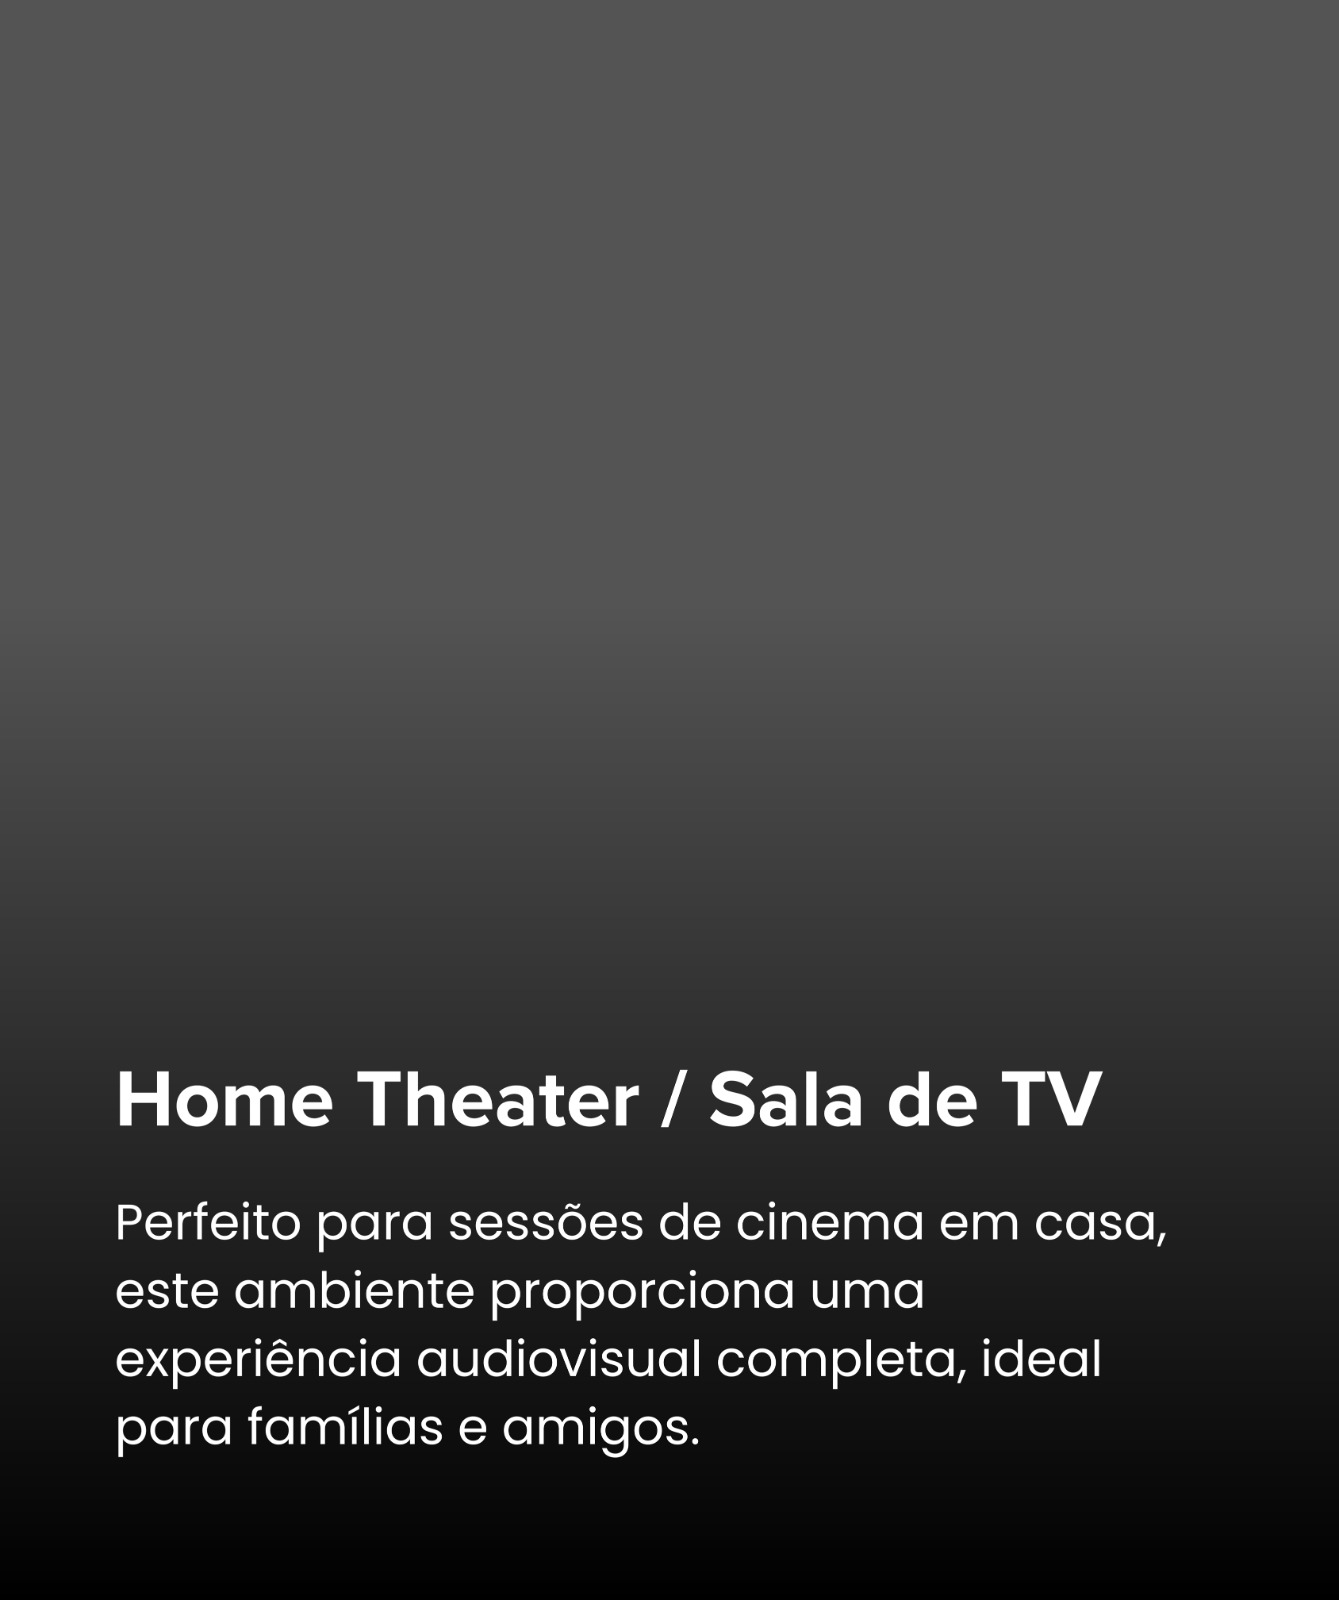 Home Theater / Sala de TV
Perfeito para sessões de cinema em casa,
este ambiente proporciona uma
experiência audiovisual completa, ideal
para famílias e amigos.